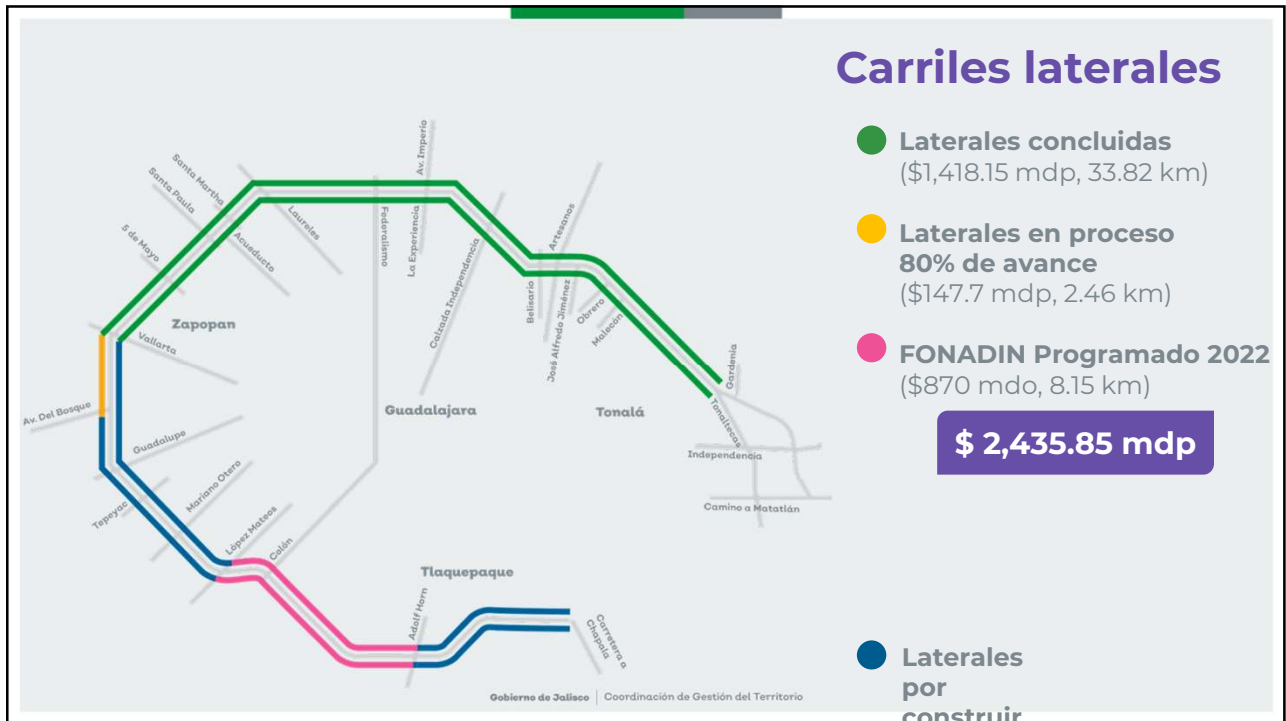 Carriles laterales
Laterales concluidas
($1,418.15 mdp, 33.82 km)
Laterales en proceso
80% de avance
($147.7 mdp, 2.46 km)
FONADIN Programado 2022
($870 mdo, 8.15 km)
$ 2,435.85 mdp
Laterales
por
construir
Santa Martha
Santa Paula
5 de Mayo
Acueducto
Laureles
Federalismo
Av. Imperio
La Experiencia
Calzada Independencia
Belisario
Artesanos
José Alfredo Jiménez
Obrero
Malecón
Gardenia
Tonaltecas
Independencia
Camino a Matatlán
Zapopan
Vallarta
Av. Del Bosque
Guadalupe
Guadalajara
Tonalá
Tepeyac
Mariano Otero
López Mateos
Colón
Tlaquepaque
Adolf Horn
Carretera a
Chapala
Gobierno de Jalisco | Coordinación de Gestión del Territorio